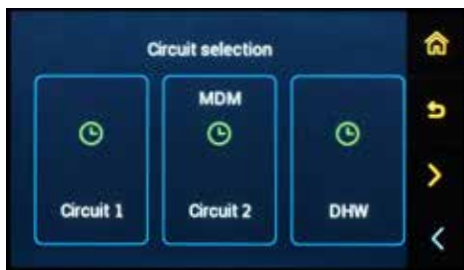 Circuit selection
MDM
Circuit 1
Circuit 2
DHW